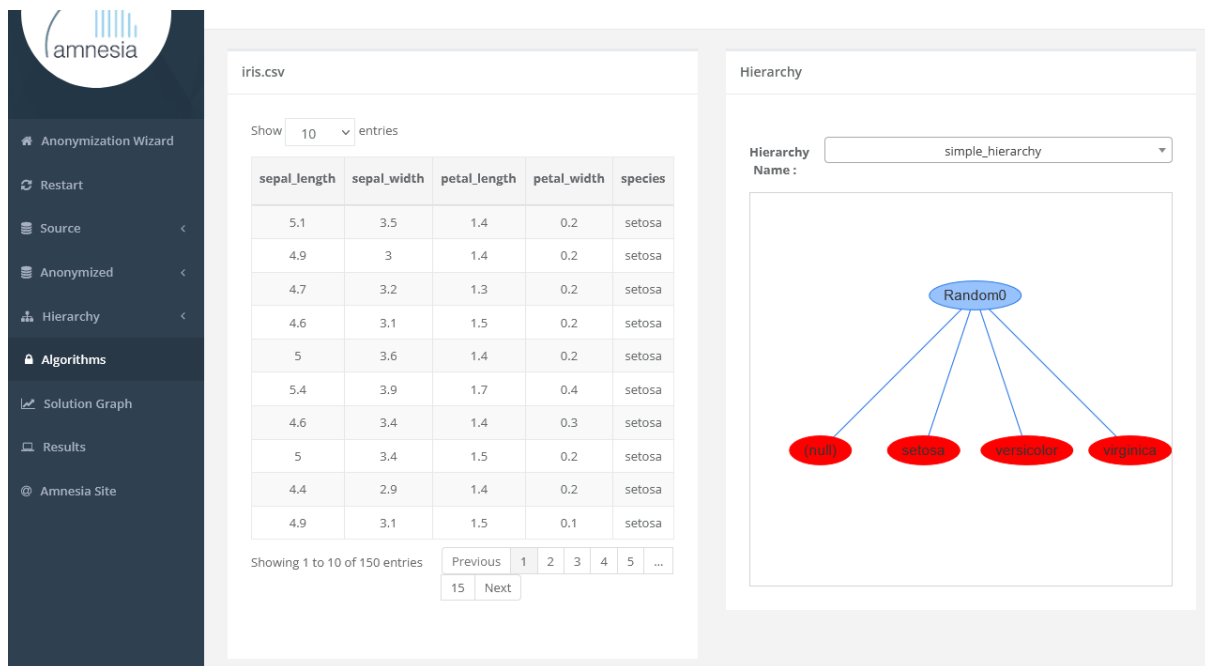 amnesia
Anonymization Wizard
Restart
Source
Anonymized
Hierarchy
Algorithms
Solution Graph
Results
@ Amnesia Site
iris.csv
Show 10 entries
sepal_length sepal_width petal_length petal_width species
5.1 3.5 1.4 0.2 setosa
4.9 3 1.4 0.2 setosa
4.7 3.2 1.3 0.2 setosa
4.6 3.1 1.5 0.2 setosa
5 3.6 1.4 0.2 setosa
5.4 3.9 1.7 0.4 setosa
4.6 3.4 1.4 0.3 setosa
5 3.4 1.5 0.2 setosa
4.4 2.9 1.4 0.2 setosa
4.9 3.1 1.5 0.1 setosa
Showing 1 to 10 of 150 entries Previous 1 2 3 4 5 ...
15 Next
Hierarchy
Hierarchy simple_hierarchy
Name :
Random0
(null) setosa versicolor virginica